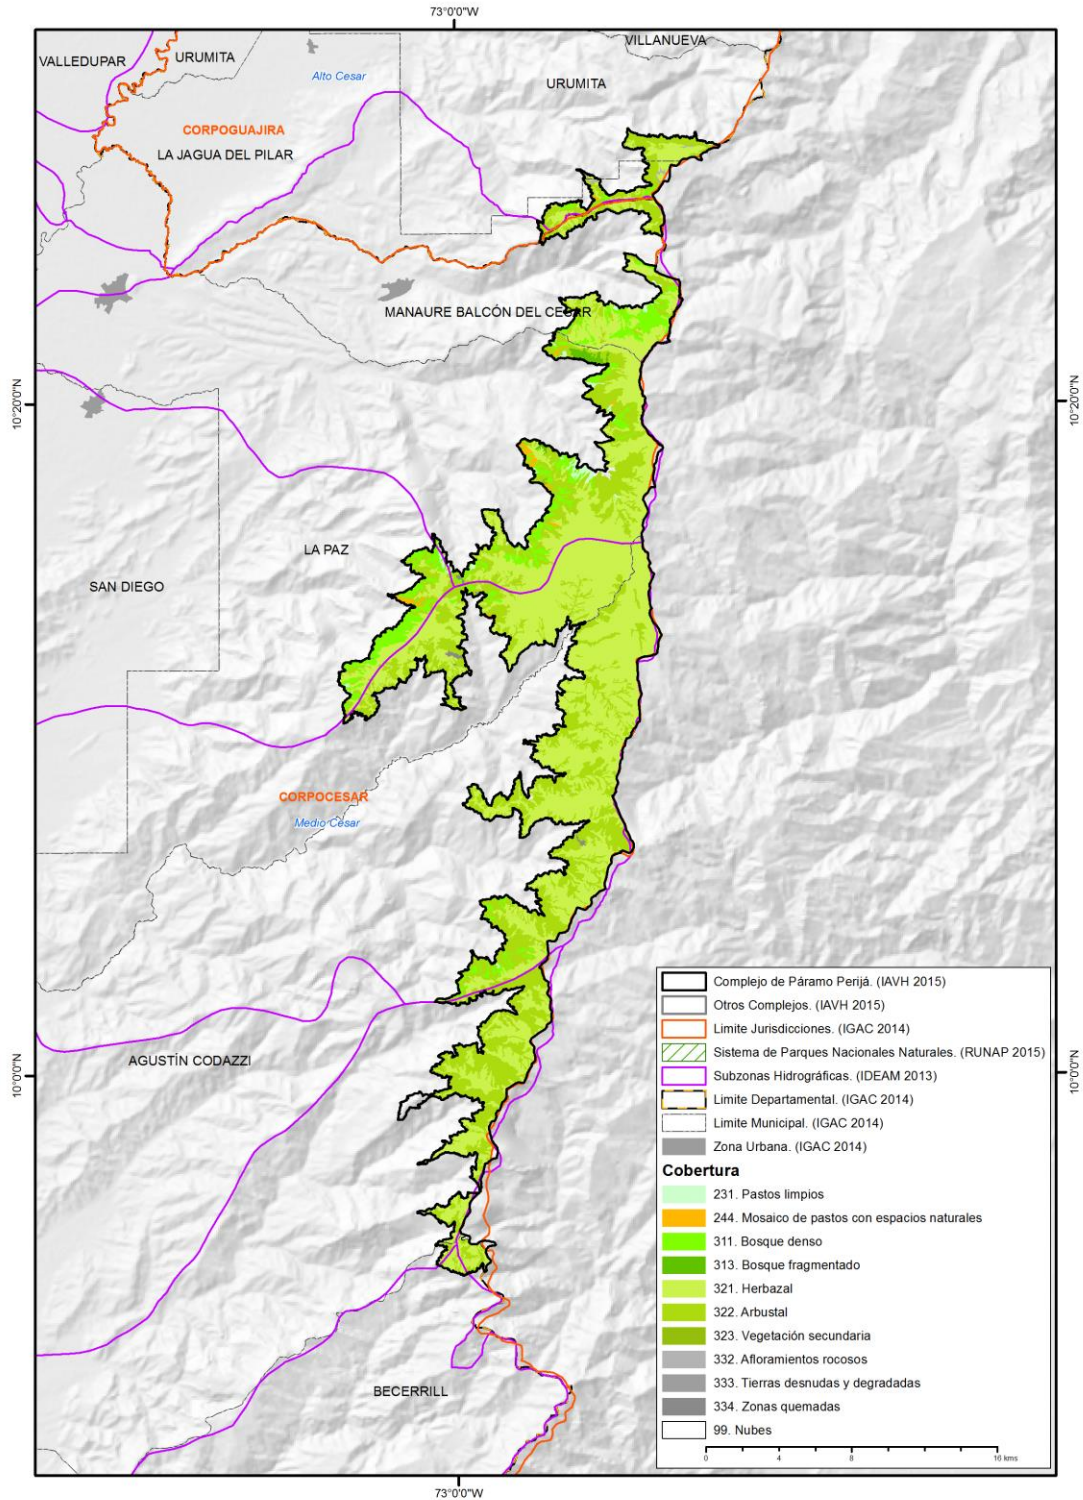 73°0'0"W
VILLANUEVA
VALLEDUPAR
URUMITA
Alto Cesar
URUMITA
CORPOGUAJIRA
LA JAGUA DEL PILAR
MANAURE BALCÓN DEL CESAR
10°20'0"N
10°20'0"N
LA PAZ
SAN DIEGO
CORPOCESAR
Medio Cesar
AGUSTÍN CODAZZI
10°0'0"N
10°0'0"N
BECERRILL
Complejo de Páramo Perijá. (IAVH 2015)
Otros Complejos. (IAVH 2015)
Limite Jurisdicciones. (IGAC 2014)
Sistema de Parques Nacionales Naturales. (RUNAP 2015)
Subzonas Hidrográficas. (IDEAM 2013)
Limite Departamental. (IGAC 2014)
Limite Municipal. (IGAC 2014)
Zona Urbana. (IGAC 2014)
Cobertura
231. Pastos limpios
244. Mosaico de pastos con espacios naturales
311. Bosque denso
313. Bosque fragmentado
321. Herbazal
322. Arbustal
323. Vegetación secundaria
332. Afloramientos rocosos
333. Tierras desnudas y degradadas
334. Zonas quemadas
99. Nubes
0 4 8 16 kms
73°0'0"W